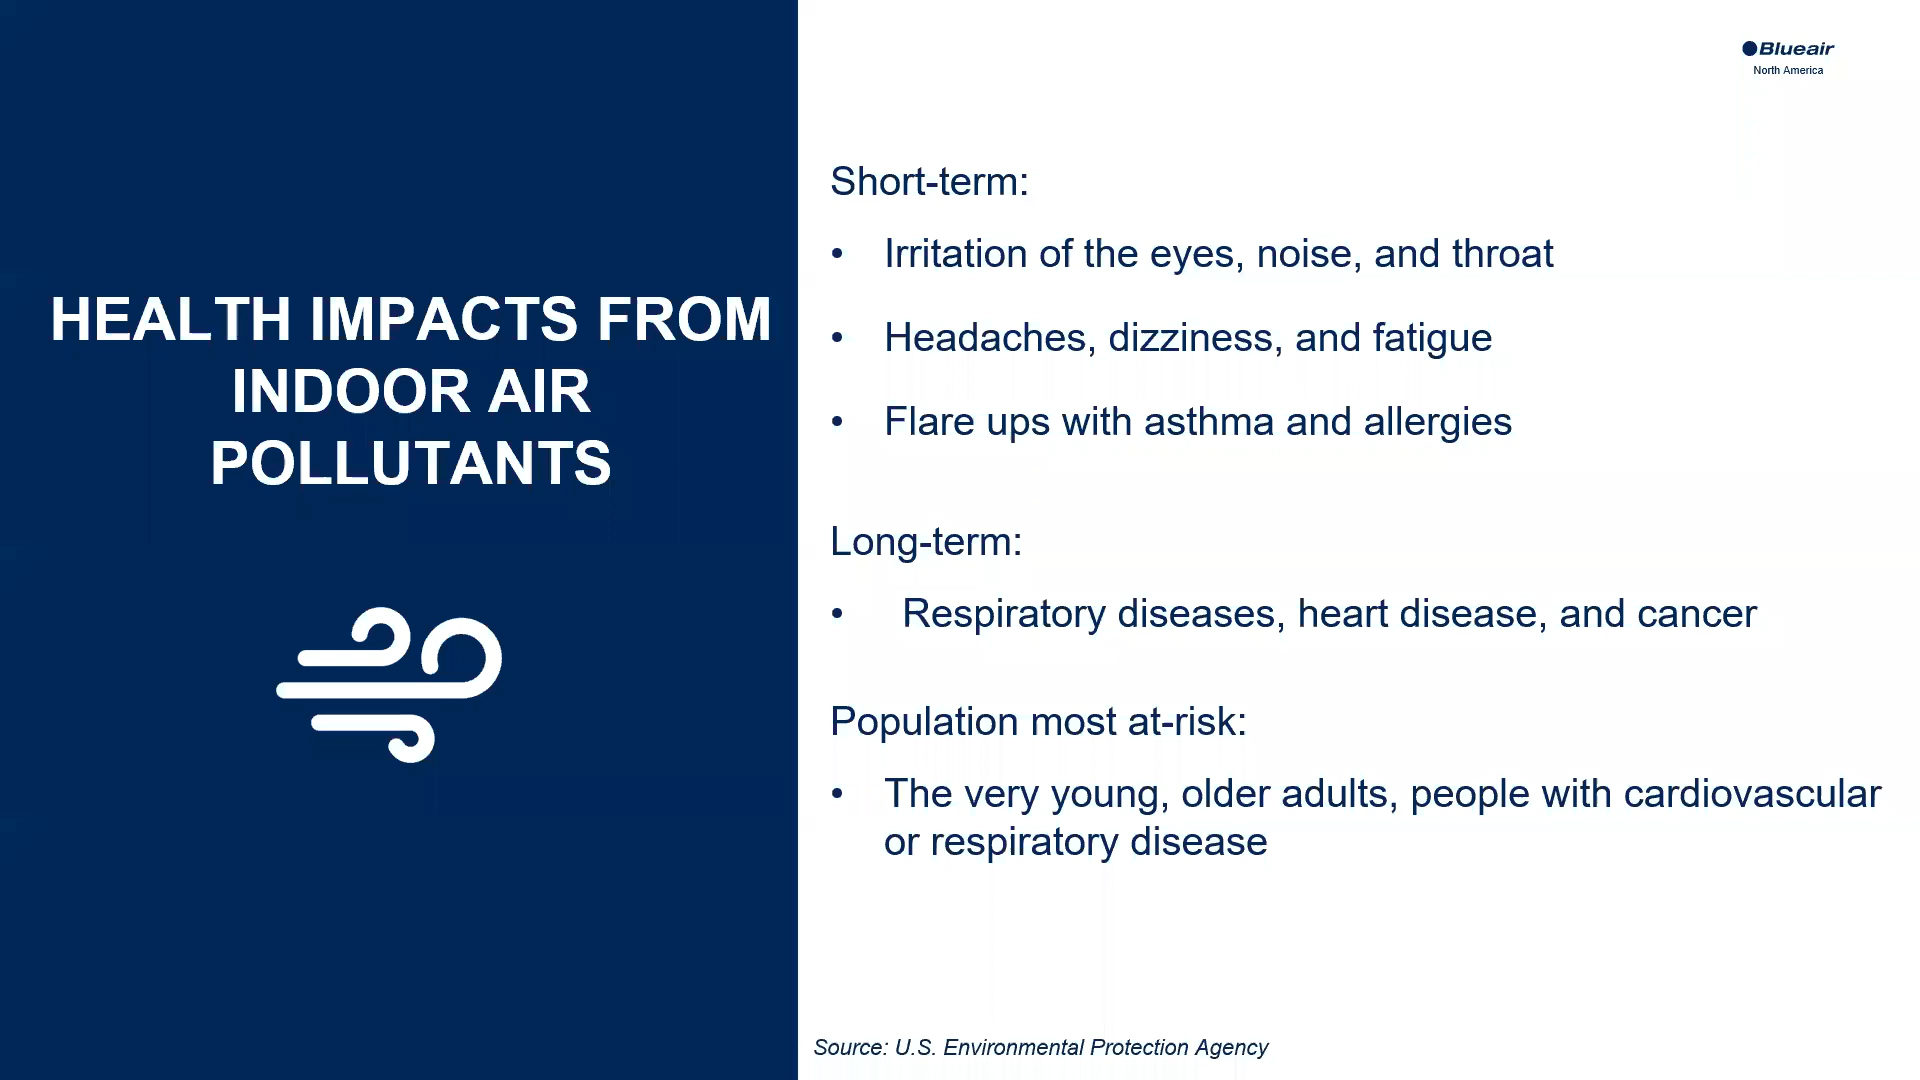 Blueair
North America
HEALTH IMPACTS FROM
INDOOR AIR
POLLUTANTS
Short-term:
• Irritation of the eyes, noise, and throat
• Headaches, dizziness, and fatigue
• Flare ups with asthma and allergies
Long-term:
• Respiratory diseases, heart disease, and cancer
Population most at-risk:
• The very young, older adults, people with cardiovascular
or respiratory disease
Source: U.S. Environmental Protection Agency